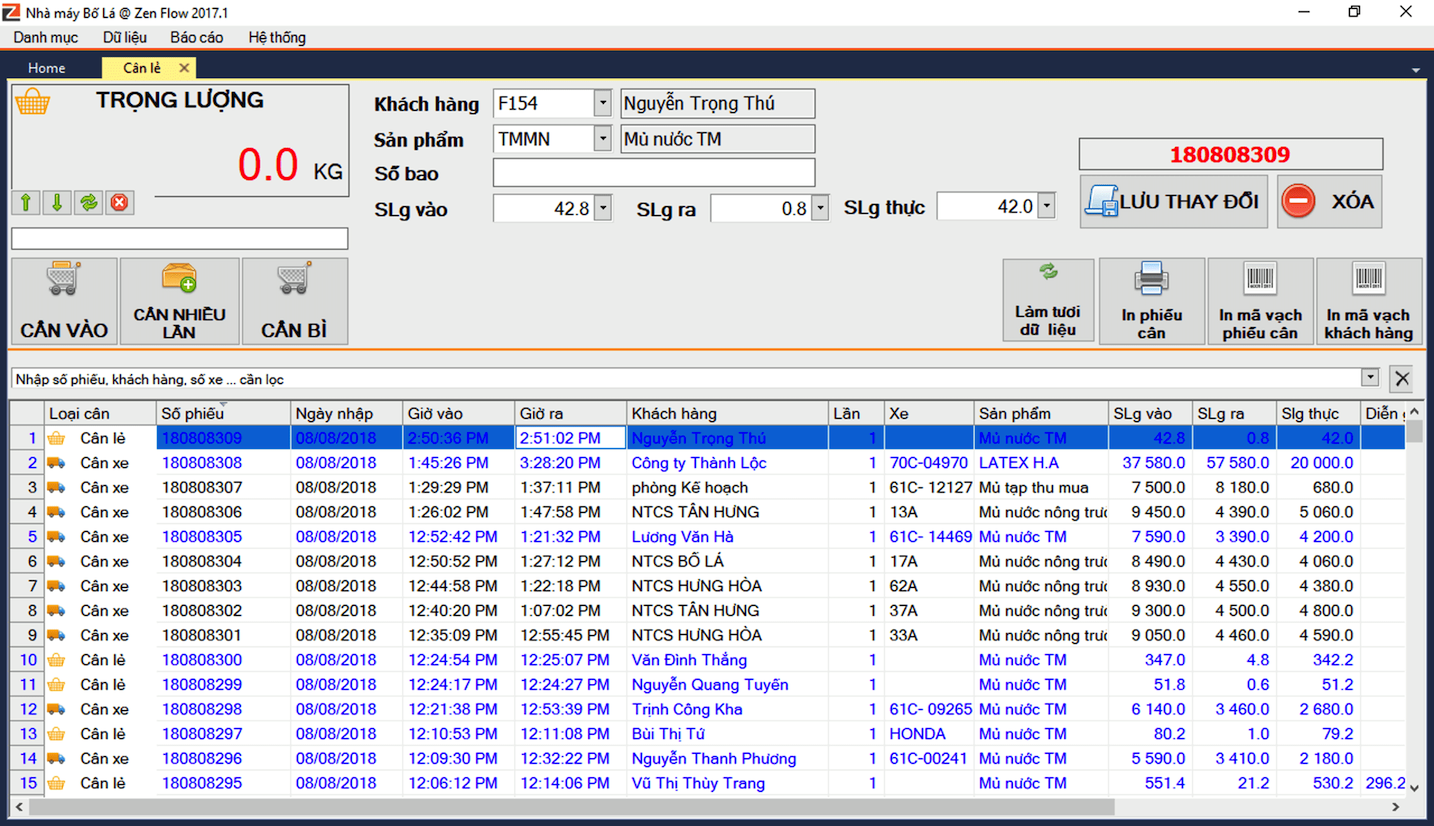 Nhà máy Bố Lá @ Zen Flow 2017.1
Danh mục Dữ liệu Báo cáo Hệ thống
Home Cân lẻ
TRỌNG LƯỢNG
0.0 KG
Khách hàng F154 Nguyễn Trọng Thú
Sản phẩm TMMN Mủ nước TM
Số bao
SLg vào 42.8 SLg ra 0.8 SLg thực 42.0
180808309
LƯU THAY ĐỔI XÓA
CÂN VÀO
CÂN NHIỀU
LẦN
CÂN BÌ
Làm tươi
dữ liệu
In phiếu
cân
In mã vạch
phiếu cân
In mã vạch
khách hàng
Nhập số phiếu, khách hàng, số xe ... cần lọc
Loại cân Số phiếu Ngày nhập Giờ vào Giờ ra Khách hàng Lần Xe Sản phẩm SLg vào SLg ra Slg thực Diễn
1 Cân lẻ 180808309 08/08/2018 2:50:36 PM 2:51:02 PM Nguyễn Trọng Thú 1 Mủ nước TM 42.8 0.8 42.0
2 Cân xe 180808308 08/08/2018 1:45:26 PM 3:28:20 PM Công ty Thành Lộc 1 70C-04970 LATEX H.A 37 580.0 57 580.0 20 000.0
3 Cân xe 180808307 08/08/2018 1:29:29 PM 1:37:11 PM phòng Kế hoạch 1 61C- 12127 Mủ tạp thu mua 7 500.0 8 180.0 680.0
4 Cân xe 180808306 08/08/2018 1:26:02 PM 1:47:58 PM NTCS TÂN HƯNG 1 13A Mủ nước nông trườ 9 450.0 4 390.0 5 060.0
5 Cân xe 180808305 08/08/2018 12:52:42 PM 1:21:32 PM Lương Văn Hà 1 61C- 14469 Mủ nước TM 7 590.0 3 390.0 4 200.0
6 Cân xe 180808304 08/08/2018 12:50:52 PM 1:27:12 PM NTCS BỐ LÁ 1 17A Mủ nước nông trườ 8 490.0 4 430.0 4 060.0
7 Cân xe 180808303 08/08/2018 12:44:58 PM 1:22:18 PM NTCS HƯNG HÒA 1 62A Mủ nước nông trườ 8 930.0 4 550.0 4 380.0
8 Cân xe 180808302 08/08/2018 12:40:20 PM 1:07:02 PM NTCS TÂN HƯNG 1 37A Mủ nước nông trườ 9 300.0 4 500.0 4 800.0
9 Cân xe 180808301 08/08/2018 12:35:09 PM 12:55:45 PM NTCS HƯNG HÒA 1 33A Mủ nước nông trườ 9 050.0 4 460.0 4 590.0
10 Cân lẻ 180808300 08/08/2018 12:24:54 PM 12:25:07 PM Văn Đình Thắng 1 Mủ nước TM 347.0 4.8 342.2
11 Cân lẻ 180808299 08/08/2018 12:24:17 PM 12:24:27 PM Nguyễn Quang Tuyến 1 Mủ nước TM 51.8 0.6 51.2
12 Cân xe 180808298 08/08/2018 12:21:38 PM 12:53:39 PM Trịnh Công Kha 1 61C- 09265 Mủ nước TM 6 140.0 3 460.0 2 680.0
13 Cân lẻ 180808297 08/08/2018 12:10:53 PM 12:11:08 PM Bùi Thị Tứ 1 HONDA Mủ nước TM 80.2 1.0 79.2
14 Cân xe 180808296 08/08/2018 12:09:30 PM 12:32:22 PM Nguyễn Thanh Phương 1 61C-00241 Mủ nước TM 5 590.0 3 410.0 2 180.0
15 Cân lẻ 180808295 08/08/2018 12:06:12 PM 12:14:06 PM Vũ Thị Thùy Trang 1 Mủ nước TM 551.4 21.2 530.2 296.2